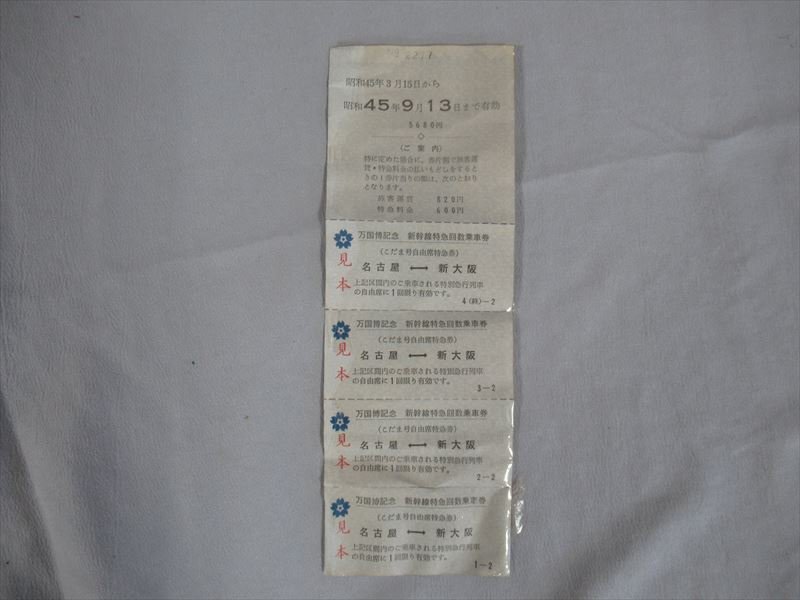 昭和45年3月15日から
昭和45年9月13日まで有効
5680円
(ご案内)
特に定めた場合に、券片割で旅客運
賃・特急料金の払いもどしをするとき
の1券片当りの額は、次のとおり
となります。
旅客運賃 820円
特急料金 600円
万国博記念 新幹線特急回数乗車券
(こだま号自由席特急券)
見本
名古屋 ⟷ 新大阪
上記区間内のご乗車される特別急行列車
の自由席に1回限り有効です。
4(終)-2
万国博記念 新幹線特急回数乗車券
(こだま号自由席特急券)
見本
名古屋 ⟷ 新大阪
上記区間内のご乗車される特別急行列車
の自由席に1回限り有効です。
3-2
万国博記念 新幹線特急回数乗車券
(こだま号自由席特急券)
見本
名古屋 ⟷ 新大阪
上記区間内のご乗車される特別急行列車
の自由席に1回限り有効です。
2-2
万国博記念 新幹線特急回数乗車券
(こだま号自由席特急券)
見本
名古屋 ⟷ 新大阪
上記区間内のご乗車される特別急行列車
の自由席に1回限り有効です。
1-2